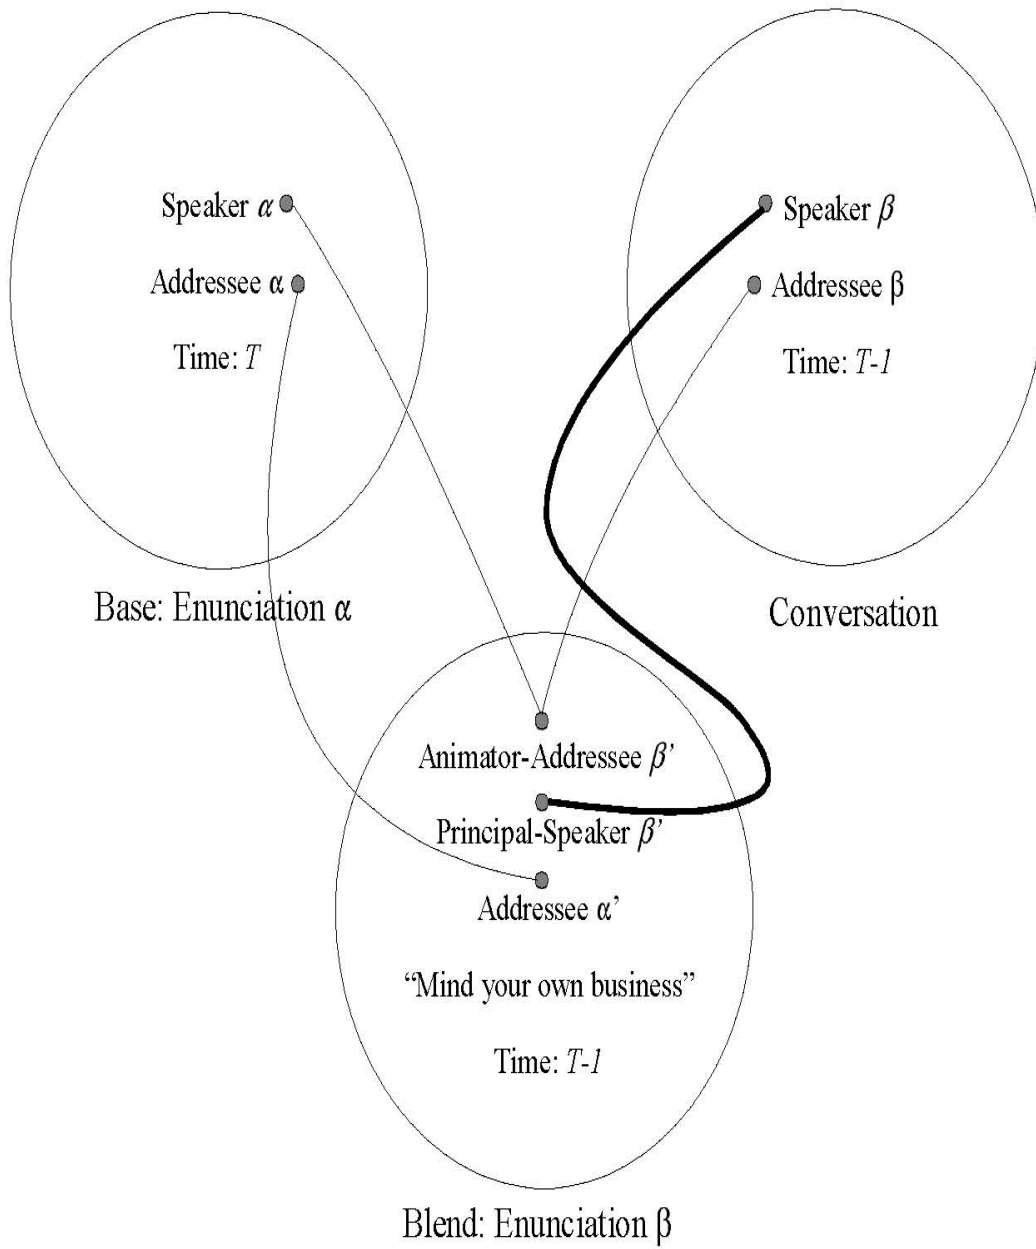 Speaker α
Addressee α
Time: T
Base: Enunciation α
Speaker β
Addressee β
Time: T-1
Conversation
Animator-Addressee β’
Principal-Speaker β’
Addressee α’
“Mind your own business”
Time: T-1
Blend: Enunciation β